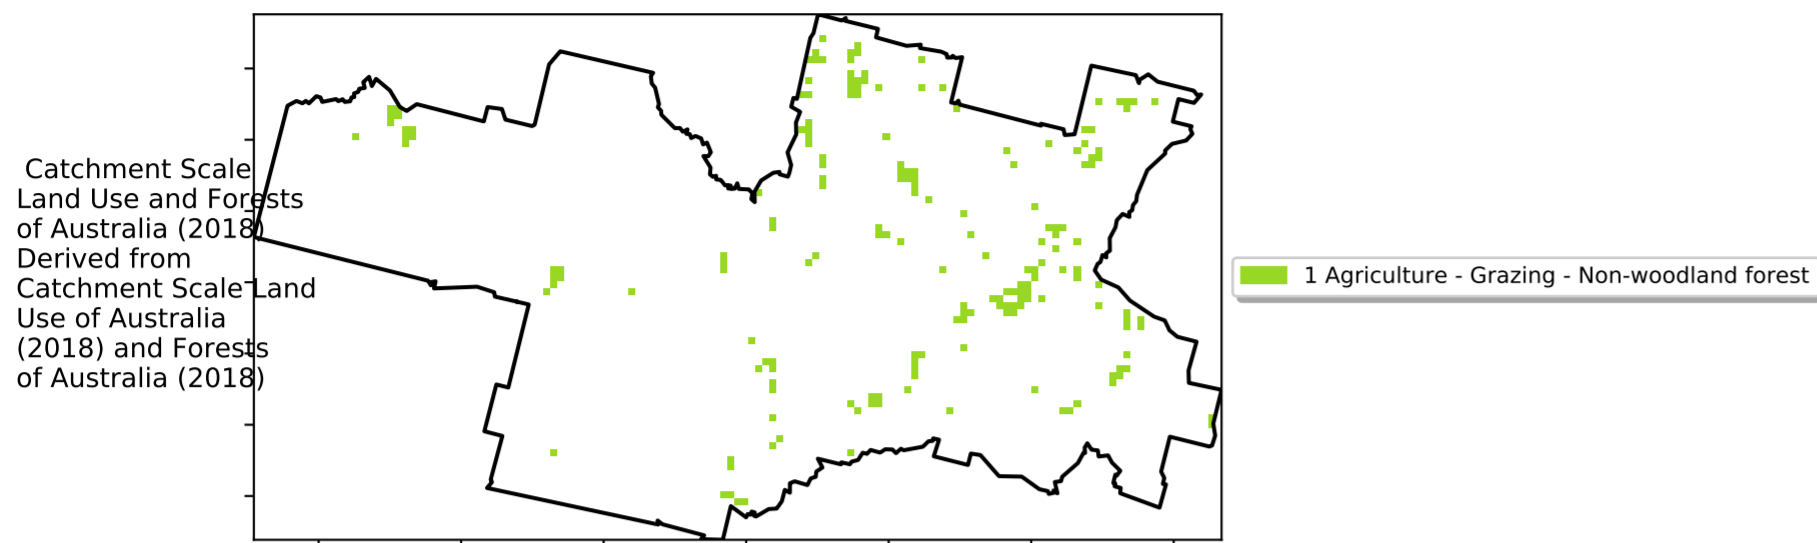 Catchment Scale
Land Use and Forests
of Australia (2018)
Derived from
Catchment Scale Land
Use of Australia
(2018) and Forests
of Australia (2018)
1 Agriculture - Grazing - Non-woodland forest